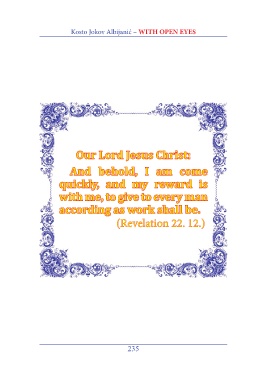 Kosto Jokov Albijanić – WITH OPEN EYES
Our Lord Jesus Christ:
And behold, I am come
quickly, and my reward is
with me, to give to every man
according as work shall be.
(Revelation 22. 12.)
235